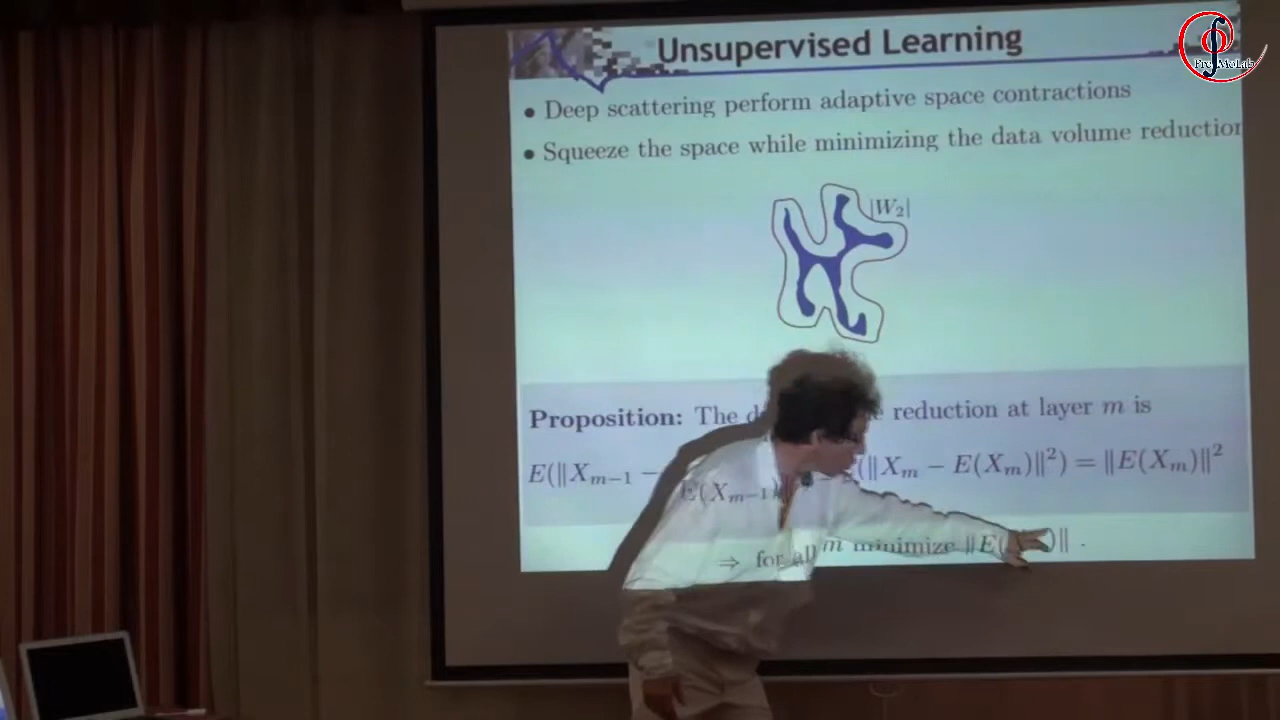 Unsupervised Learning
PreMoLab
• Deep scattering perform adaptive space contractions
• Squeeze the space while minimizing the data volume reduction
|W₂|
Proposition: The reduction at layer m is
E(‖X_{m−1} − E(X_{m−1})‖ − (‖X_m − E(X_m)‖²) = ‖E(X_m)‖²
⇒ for all m minimize ‖E( )‖ .